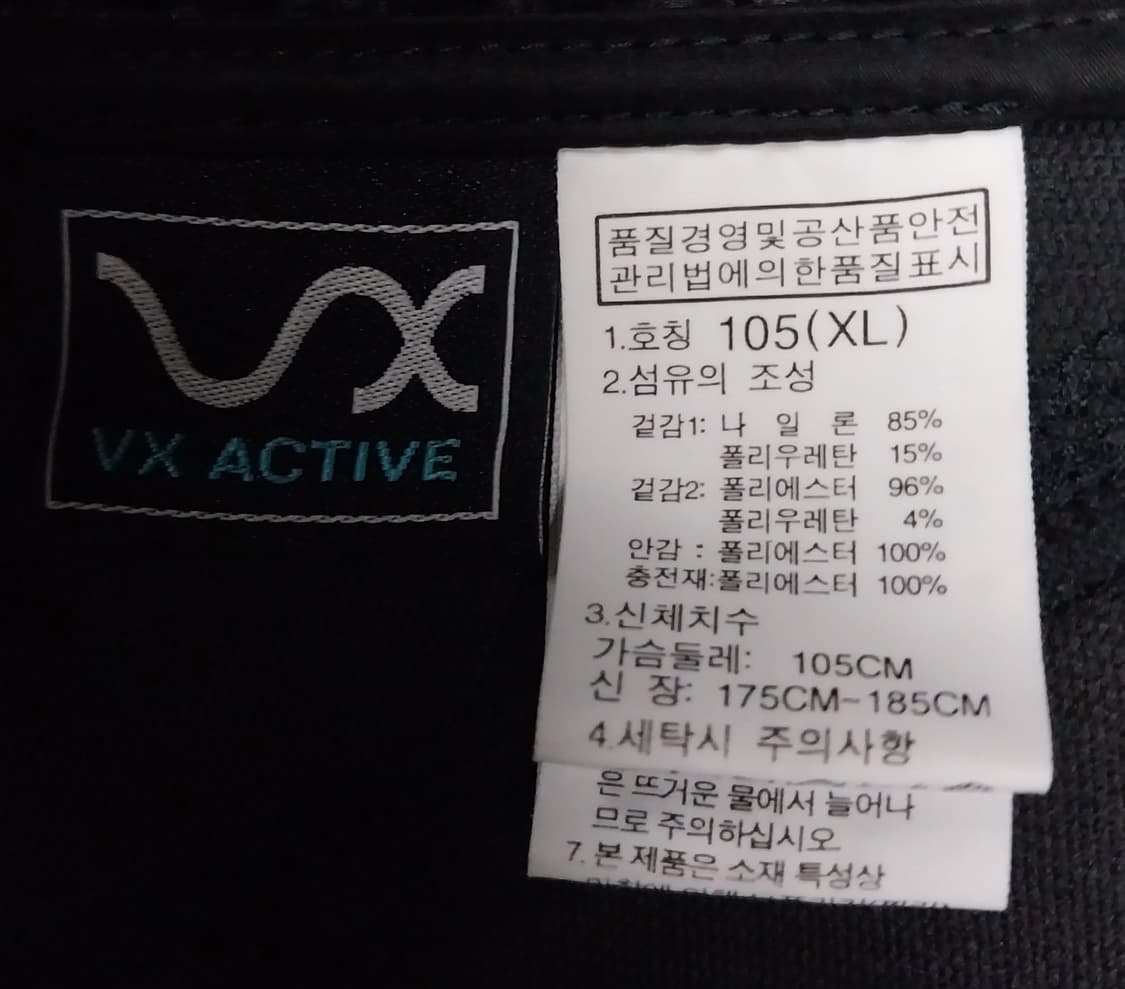 VX
VX ACTIVE
품질경영및공산품안전
관리법에의한품질표시
1.호칭 105(XL)
2.섬유의 조성
겉감1: 나 일 론 85%
폴리우레탄 15%
겉감2: 폴리에스터 96%
폴리우레탄 4%
안감 : 폴리에스터 100%
충전재:폴리에스터 100%
3.신체치수
가슴둘레: 105CM
신 장: 175CM~185CM
4.세탁시 주의사항
은 뜨거운 물에서 늘어나
므로 주의하십시오
7. 본 제품은 소재 특성상